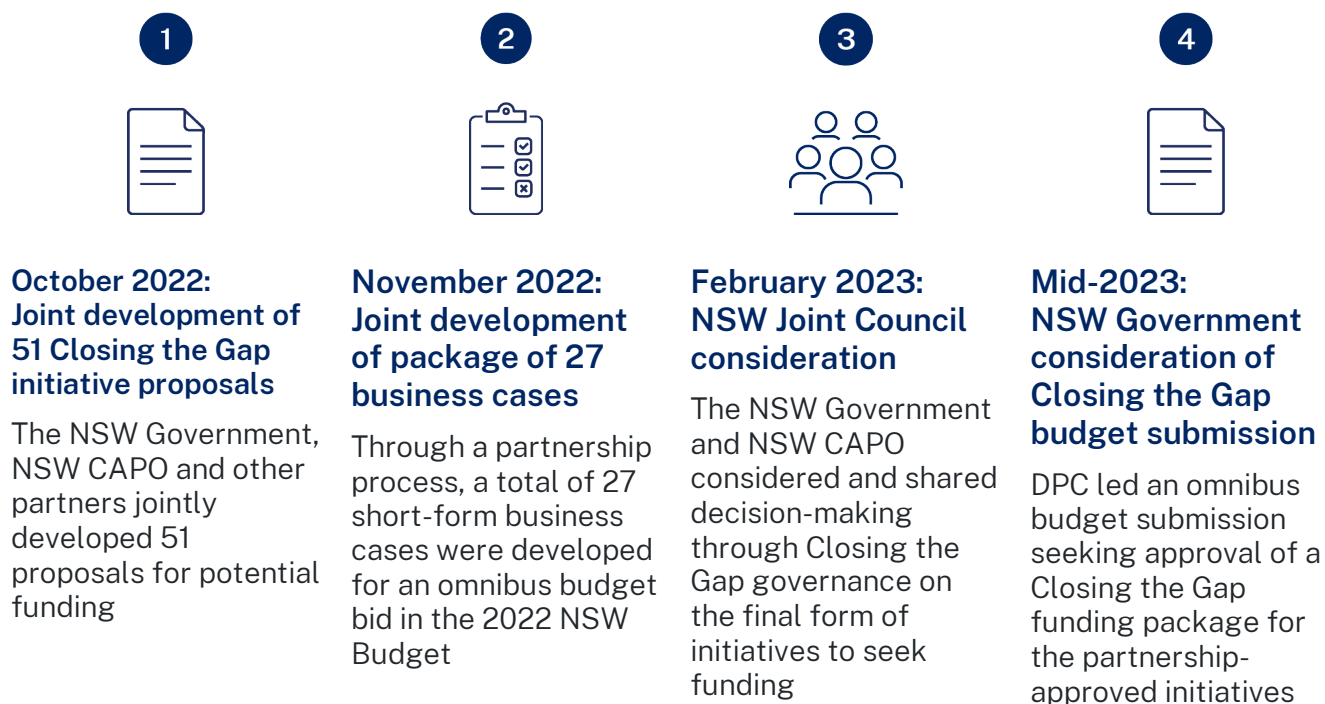 1
October 2022:
Joint development of
51 Closing the Gap
initiative proposals
The NSW Government,
NSW CAPO and other
partners jointly
developed 51
proposals for potential
funding
2
November 2022:
Joint development
of package of 27
business cases
Through a partnership
process, a total of 27
short-form business
cases were developed
for an omnibus budget
bid in the 2022 NSW
Budget
3
February 2023:
NSW Joint Council
consideration
The NSW Government
and NSW CAPO
considered and shared
decision-making
through Closing the
Gap governance on
the final form of
initiatives to seek
funding
4
Mid-2023:
NSW Government
consideration of
Closing the Gap
budget submission
DPC led an omnibus
budget submission
seeking approval of a
Closing the Gap
funding package for
the partnership-
approved initiatives